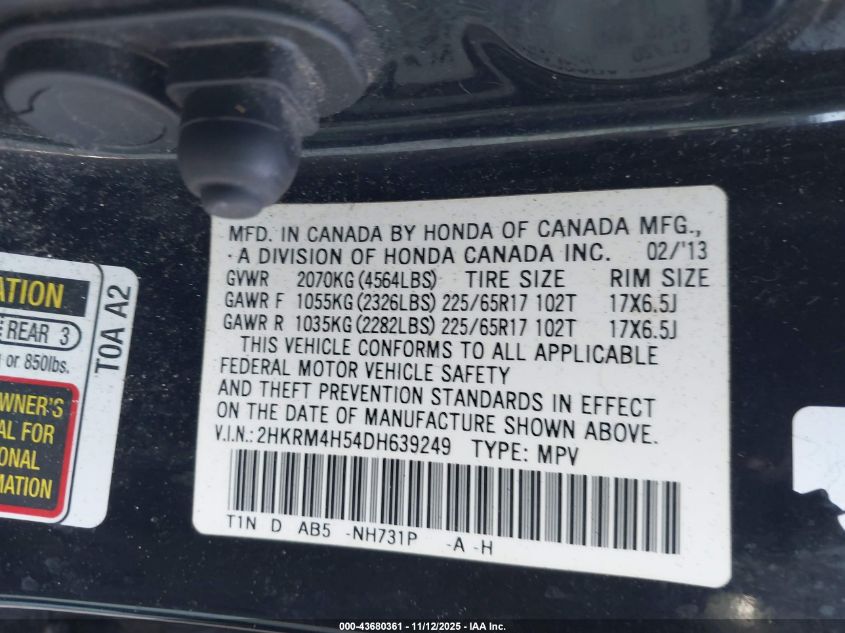 MFD. IN CANADA BY HONDA OF CANADA MFG.,
A DIVISION OF HONDA CANADA INC. 02/'13
GVWR 2070KG (4564LBS) TIRE SIZE RIM SIZE
GAWR F 1055KG (2326LBS) 225/65R17 102T 17X6.5J
GAWR R 1035KG (2282LBS) 225/65R17 102T 17X6.5J
THIS VEHICLE CONFORMS TO ALL APPLICABLE
FEDERAL MOTOR VEHICLE SAFETY
AND THEFT PREVENTION STANDARDS IN EFFECT
ON THE DATE OF MANUFACTURE SHOWN ABOVE.
V.I.N.: 2HKRM4H54DH639249 TYPE: MPV
T1N D AB5 -NH731P -A -H
ATION
REAR 3
or 850lbs.
WNER'S
AL FOR
ONAL
MATION
T0A A2
000-43680361 - 11/12/2025 - IAA Inc.